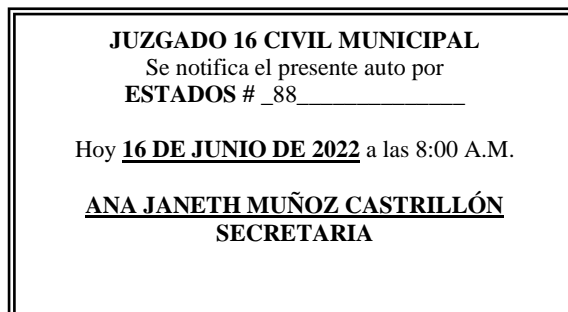 JUZGADO 16 CIVIL MUNICIPAL
Se notifica el presente auto por
ESTADOS # _88______________
Hoy 16 DE JUNIO DE 2022 a las 8:00 A.M.
ANA JANETH MUÑOZ CASTRILLÓN
SECRETARIA